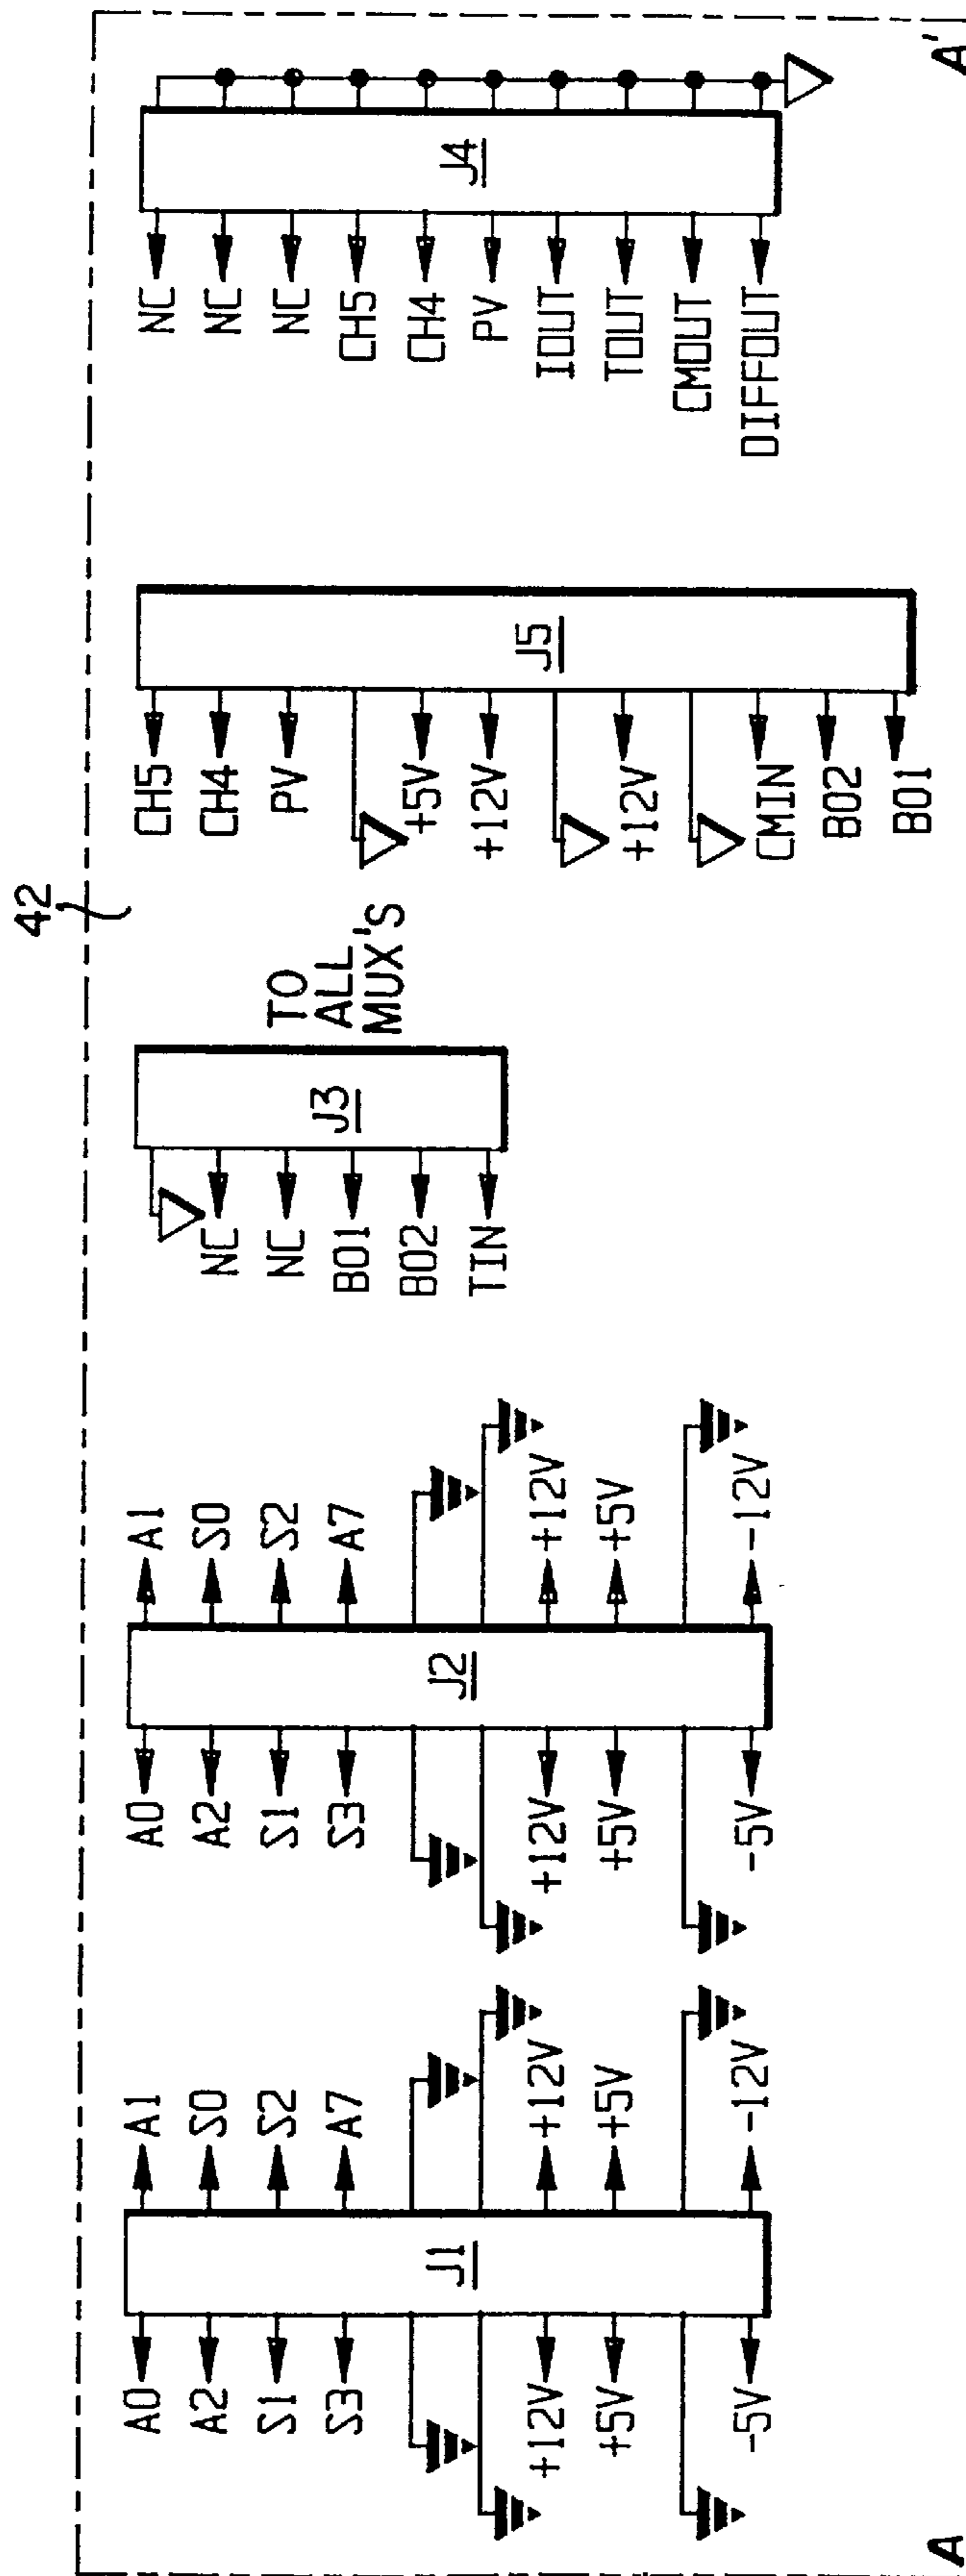 42
A0
A2
S1
S3
+12V
+5V
-5V
J1
A1
S0
S2
A7
+12V
+5V
-12V
A0
A2
S1
S3
+12V
+5V
-5V
J2
A1
S0
S2
A7
+12V
+5V
-12V
NC
NC
BO1
BO2
TIN
J3
TO
ALL
MUX'S
CH5
CH4
PV
+5V
+12V
+12V
CMIN
BO2
BO1
J5
NC
NC
NC
CH5
CH4
PV
IOUT
TOUT
CMOUT
DIFFOUT
J4
A
A'